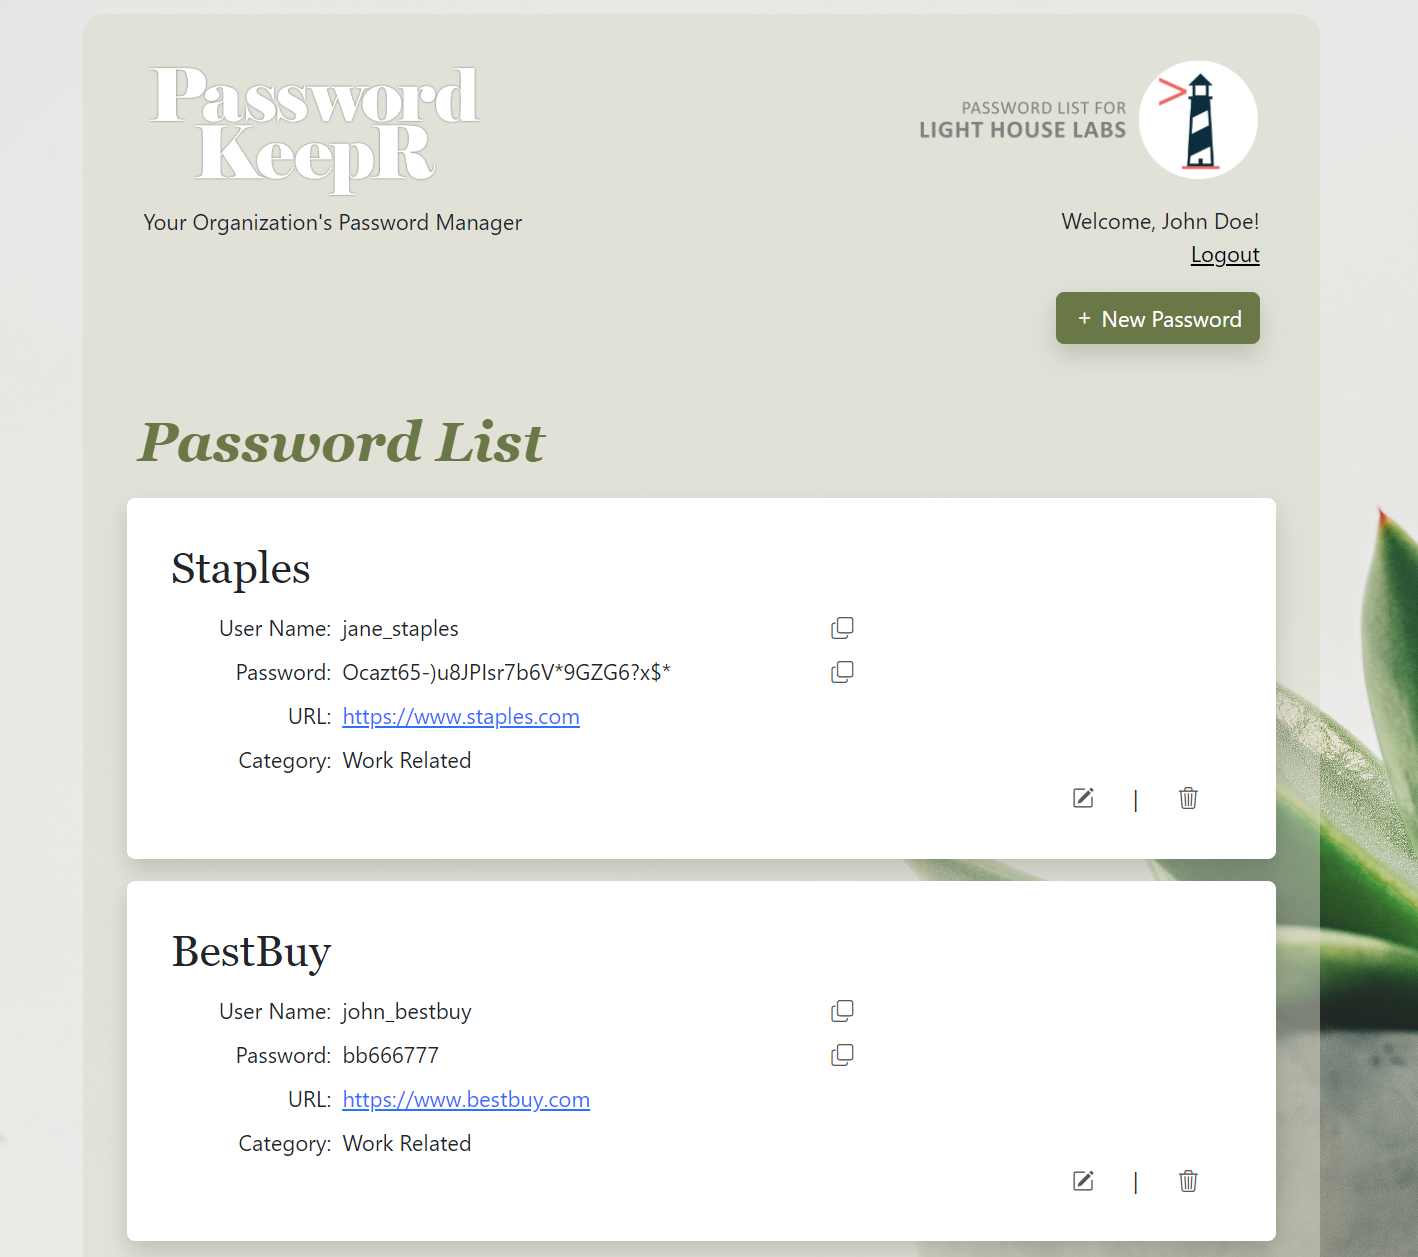 Password
KeepR
Your Organization's Password Manager
PASSWORD LIST FOR
LIGHT HOUSE LABS
Welcome, John Doe!
Logout
+ New Password
Password List
Staples
User Name: jane_staples
Password: Ocazt65-)u8JPIsr7b6V*9GZG6?x$*
URL: https://www.staples.com
Category: Work Related
|
BestBuy
User Name: john_bestbuy
Password: bb666777
URL: https://www.bestbuy.com
Category: Work Related
|